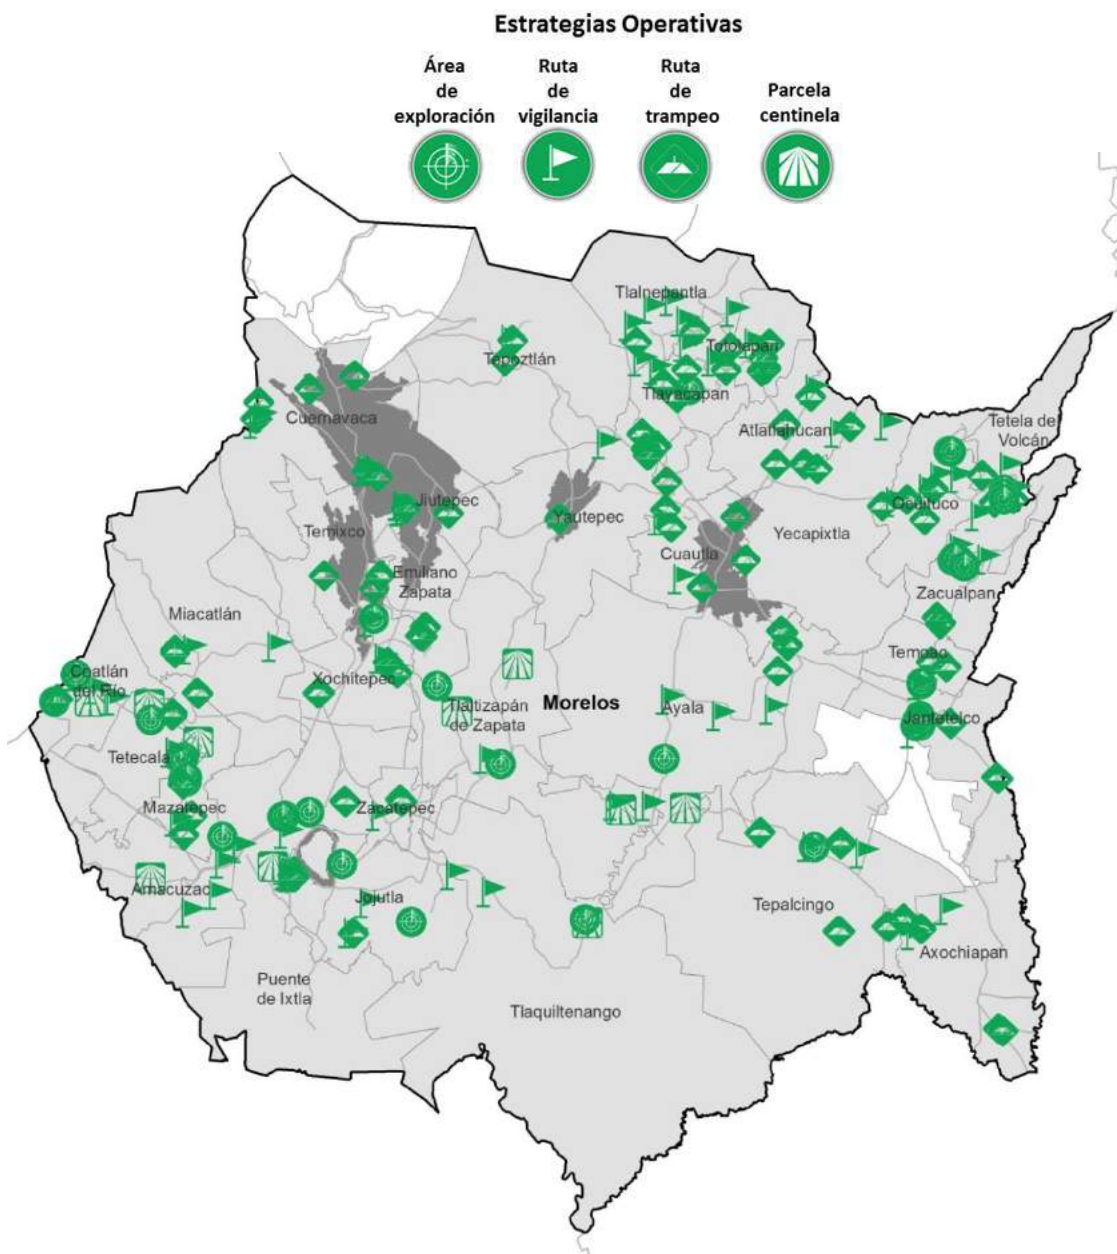 Estrategias Operativas
Área
de
exploración
Ruta
de
vigilancia
Ruta
de
trampeo
Parcela
centinela
Tlalnepantla
Totolapan
Tepoztlán
Tlayacapan
Cuernavaca
Atlatlahucan
Tetela de
Volcán
Jiutepec
Ocuituco
Yautepec
Temixco
Yecapixtla
Cuautla
Emiliano
Zapata
Zacualpan
Miacatlán
Temoac
Coatlán
del Río
Xochitepec
Tlaltizapán
de Zapata
Morelos
Ayala
Jantetelco
Tetecala
Mazatepec
Zacatepec
Amacuzac
Jojutla
Tepalcingo
Axochiapan
Puente
de Ixtla
Tlaquiltenango